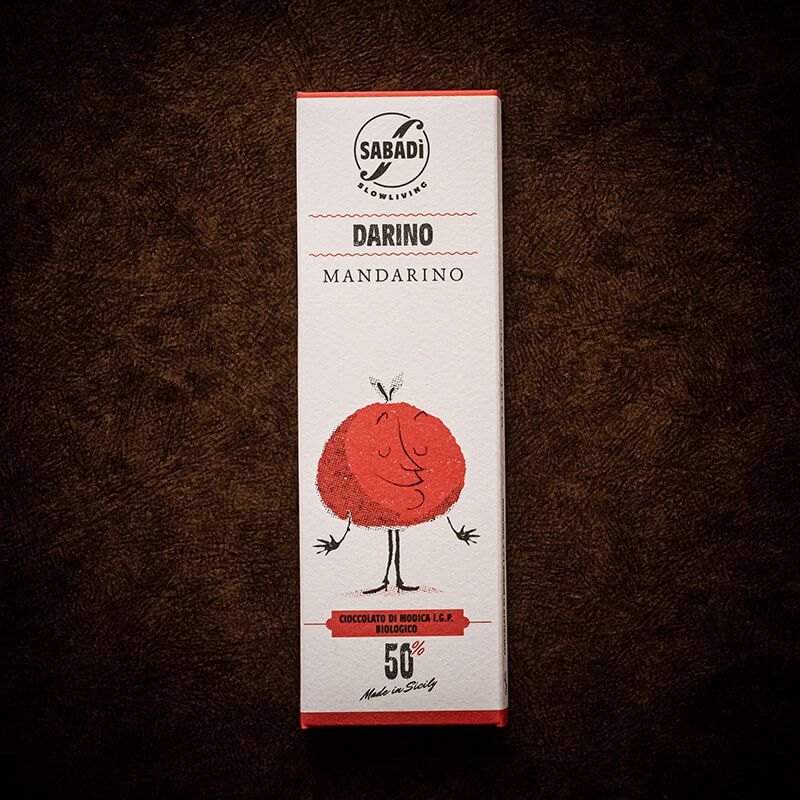 SABADÌ
SLOWLIVING
DARINO
MANDARINO
CIOCCOLATO DI MODICA I.G.P.
BIOLOGICO
50%
Made in Sicily